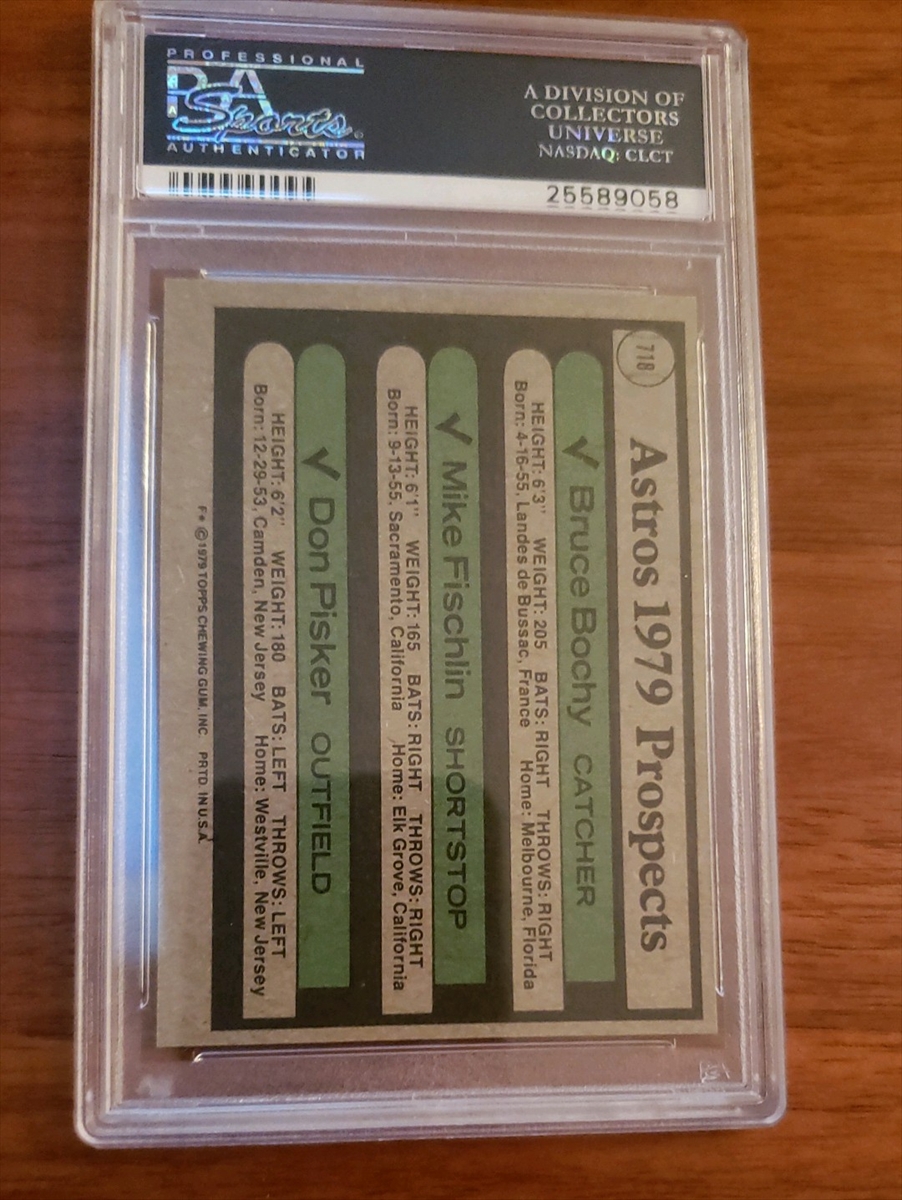 PROFESSIONAL
PSA
Sports
AUTHENTICATOR
A DIVISION OF
COLLECTORS
UNIVERSE
NASDAQ: CLCT
25589058
718
Astros 1979 Prospects
✓ Bruce Bochy CATCHER
HEIGHT: 6'3" WEIGHT: 205 BATS: RIGHT THROWS: RIGHT
Born: 4-16-55, Landes de Bussac, France Home: Melbourne, Florida
✓ Mike Fischlin SHORTSTOP
HEIGHT: 6'1" WEIGHT: 165 BATS: RIGHT THROWS: RIGHT
Born: 9-13-55, Sacramento, California Home: Elk Grove, California
✓ Don Pisker OUTFIELD
HEIGHT: 6'2" WEIGHT: 180 BATS: LEFT THROWS: LEFT
Born: 12-29-53, Camden, New Jersey Home: Westville, New Jersey
F* © 1979 TOPPS CHEWING GUM, INC. PRTD. IN U.S.A.